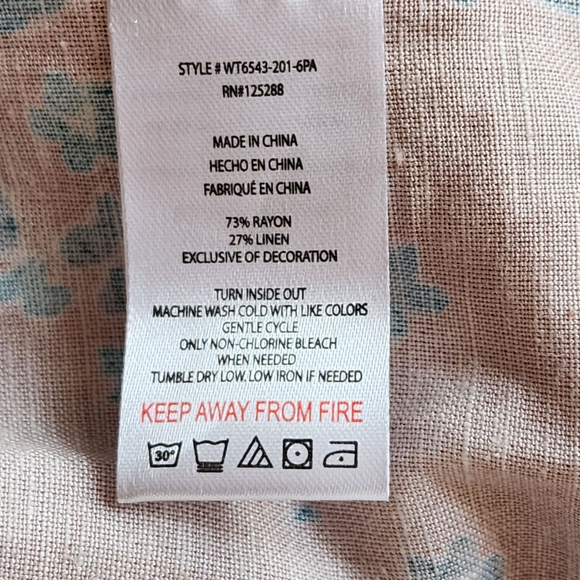 STYLE # WT6543-201-6PA
RN#125288
MADE IN CHINA
HECHO EN CHINA
FABRIQUÉ EN CHINA
73% RAYON
27% LINEN
EXCLUSIVE OF DECORATION
TURN INSIDE OUT
MACHINE WASH COLD WITH LIKE COLORS
GENTLE CYCLE
ONLY NON-CHLORINE BLEACH
WHEN NEEDED
TUMBLE DRY LOW. LOW IRON IF NEEDED
KEEP AWAY FROM FIRE
30°